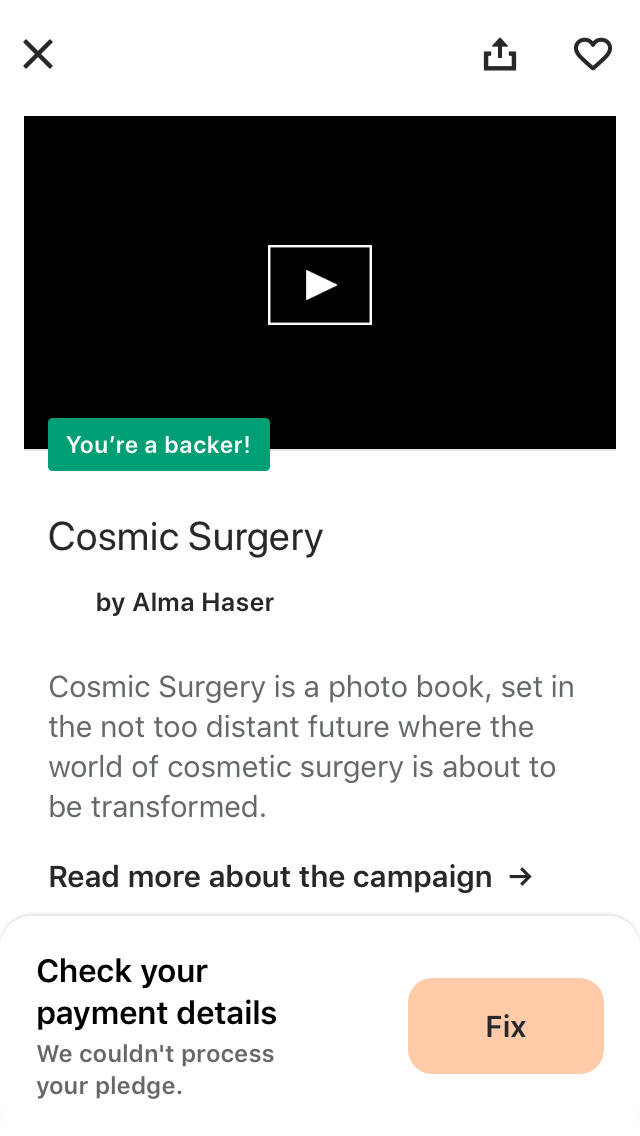 You’re a backer!
Cosmic Surgery
by Alma Haser
Cosmic Surgery is a photo book, set in
the not too distant future where the
world of cosmetic surgery is about to
be transformed.
Read more about the campaign →
Check your
payment details
We couldn't process
your pledge.
Fix